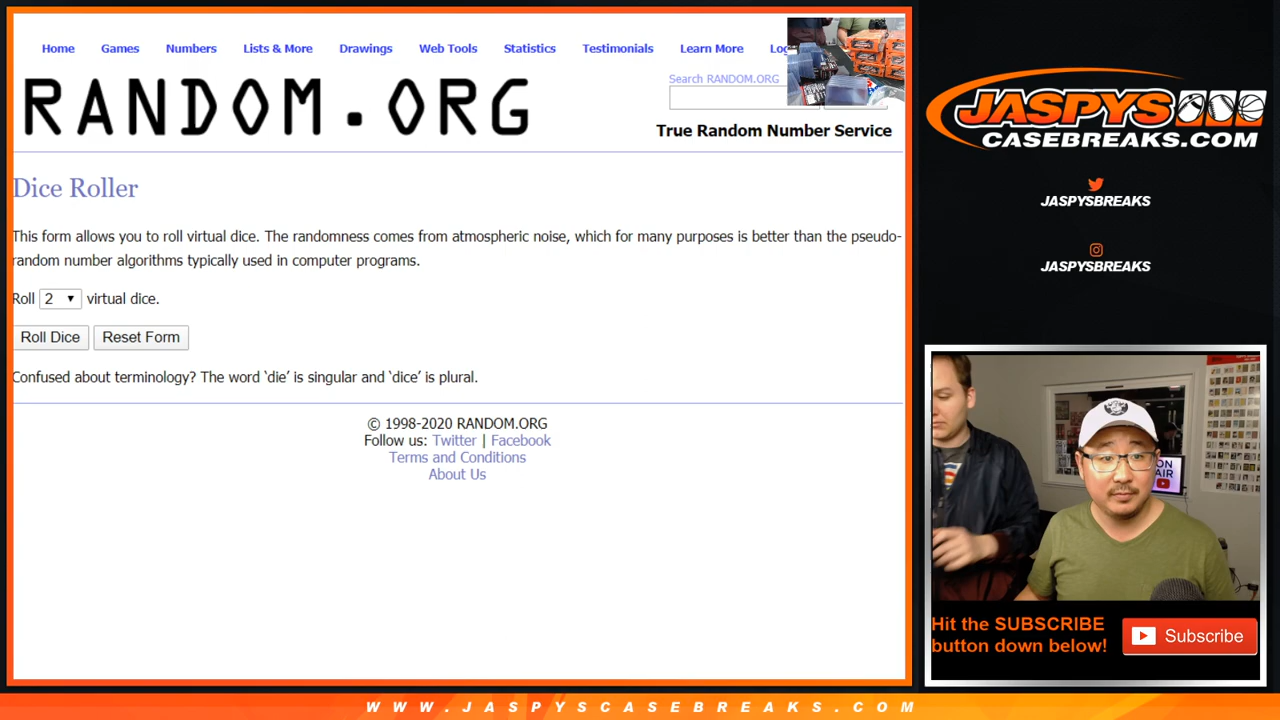 Home Games Numbers Lists & More Drawings Web Tools Statistics Testimonials Learn More
RANDOM.ORG
Search RANDOM.ORG
True Random Number Service
Dice Roller
This form allows you to roll virtual dice. The randomness comes from atmospheric noise, which for many purposes is better than the pseudo-
random number algorithms typically used in computer programs.
Roll 2 virtual dice.
Roll Dice Reset Form
Confused about terminology? The word ‘die’ is singular and ‘dice’ is plural.
© 1998-2020 RANDOM.ORG
Follow us: Twitter | Facebook
Terms and Conditions
About Us
JASPYS
CASEBREAKS.COM
JASPYSBREAKS
JASPYSBREAKS
ON
AIR
Hit the SUBSCRIBE
button down below!
Subscribe
WWW.JASPYSCASEBREAKS.COM